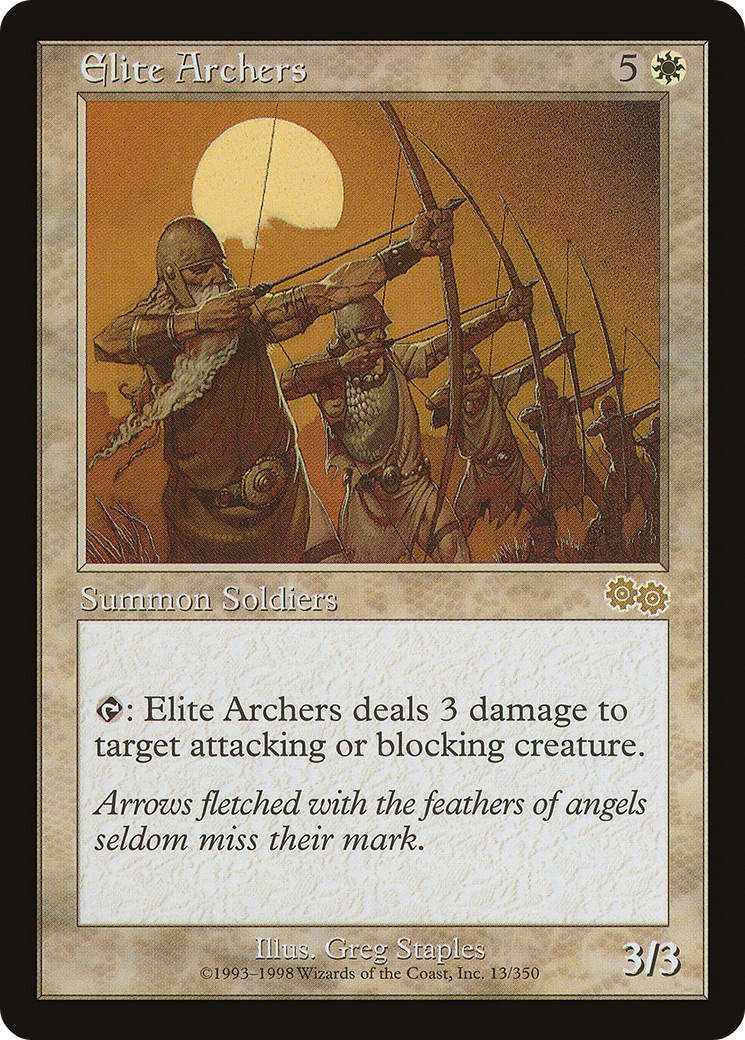 Elite Archers 5
Summon Soldiers
: Elite Archers deals 3 damage to
target attacking or blocking creature.
Arrows fletched with the feathers of angels
seldom miss their mark.
Illus. Greg Staples
©1993–1998 Wizards of the Coast, Inc. 13/350
3/3